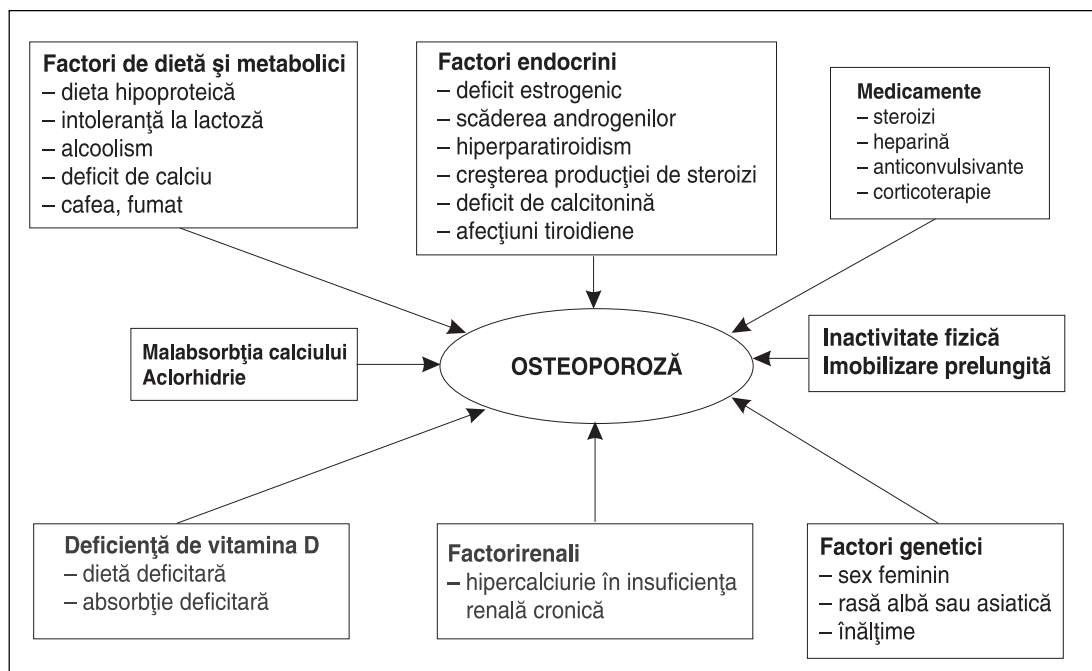 Factori de dietă şi metabolici
– dieta hipoproteică
– intoleranţă la lactoză
– alcoolism
– deficit de calciu
– cafea, fumat
Factori endocrini
– deficit estrogenic
– scăderea androgenilor
– hiperparatiroidism
– creşterea producţiei de steroizi
– deficit de calcitonină
– afecţiuni tiroidiene
Medicamente
– steroizi
– heparină
– anticonvulsivante
– corticoterapie
Malabsorbţia calciului
Aclorhidrie
OSTEOPOROZĂ
Inactivitate fizică
Imobilizare prelungită
Deficienţă de vitamina D
– dietă deficitară
– absorbţie deficitară
Factorirenali
– hipercalciurie în insuficienţa
renală cronică
Factori genetici
– sex feminin
– rasă albă sau asiatică
– înălţime